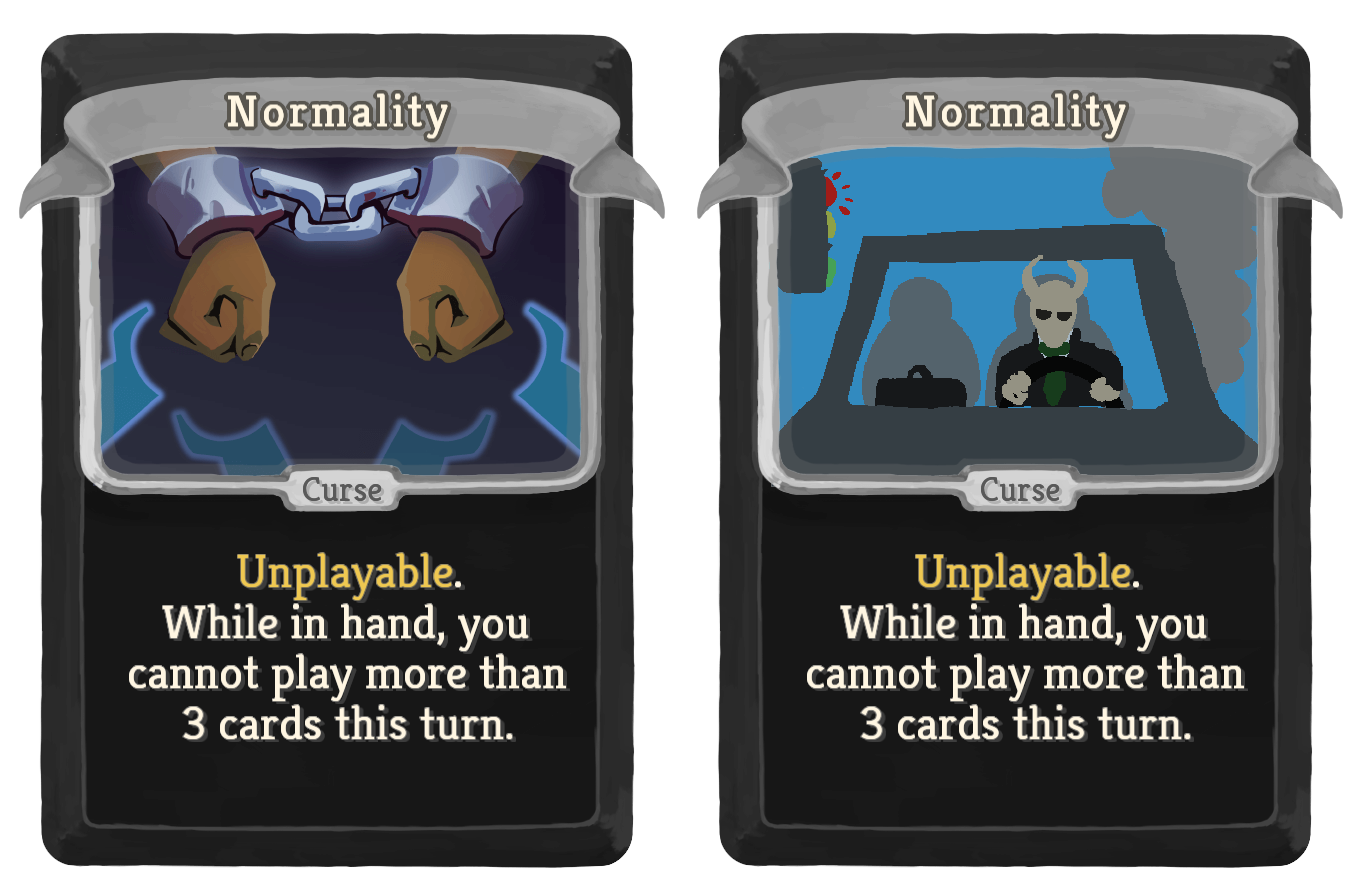 Normality
Curse
Unplayable.
While in hand, you
cannot play more than
3 cards this turn.
Normality
Curse
Unplayable.
While in hand, you
cannot play more than
3 cards this turn.